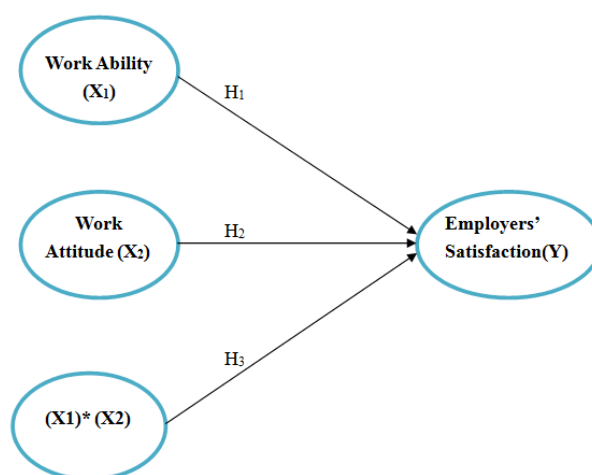 Work Ability
(X₁)
H₁
Work
Attitude (X₂)
H₂
Employers’
Satisfaction(Y)
H₃
(X1)* (X2)